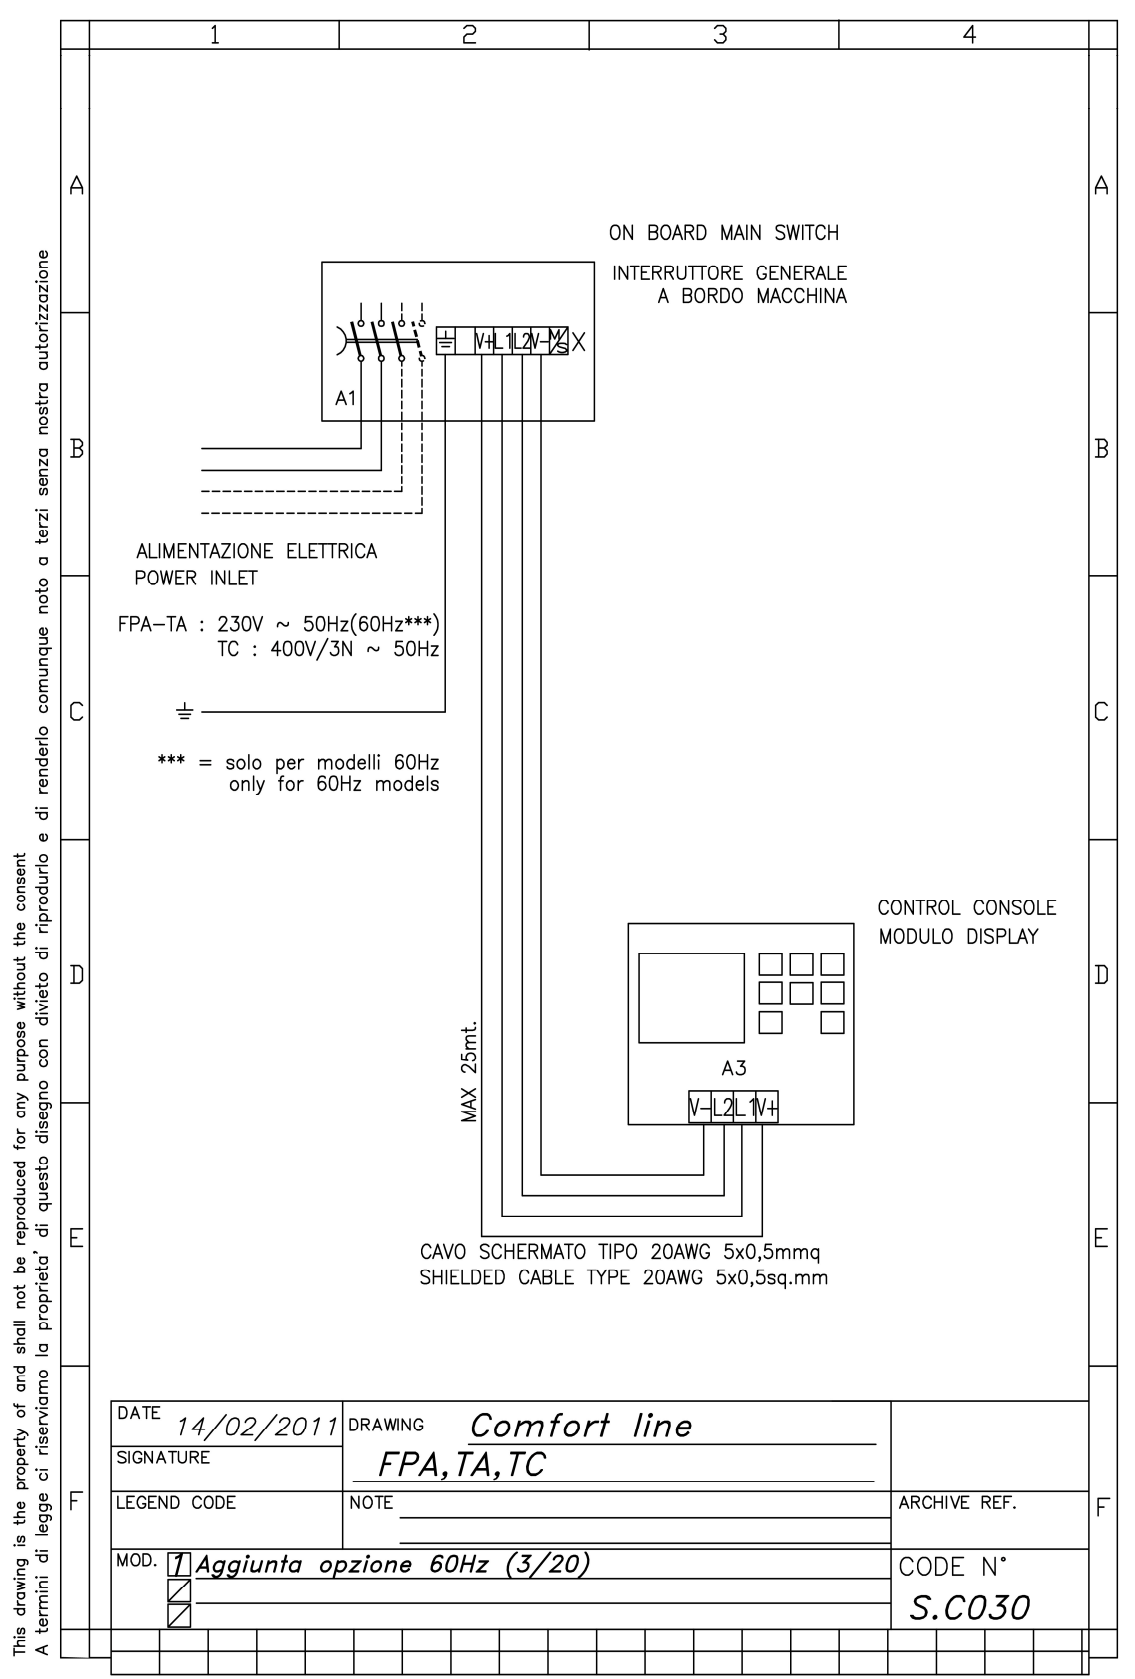 1 2 3 4
A A
ON BOARD MAIN SWITCH
INTERRUTTORE GENERALE
A BORDO MACCHINA
V+ L1 L2 V- M/S X
A1
B B
ALIMENTAZIONE ELETTRICA
POWER INLET
FPA-TA : 230V ~ 50Hz(60Hz***)
TC : 400V/3N ~ 50Hz
C C
*** = solo per modelli 60Hz
only for 60Hz models
CONTROL CONSOLE
MODULO DISPLAY
D D
MAX 25mt.
A3
V- L2 L1 V+
E E
CAVO SCHERMATO TIPO 20AWG 5x0,5mmq
SHIELDED CABLE TYPE 20AWG 5x0,5sq.mm
DATE 14/02/2011
DRAWING Comfort line
SIGNATURE
FPA,TA,TC
F F
LEGEND CODE
NOTE
ARCHIVE REF.
MOD. 1 Aggiunta opzione 60Hz (3/20)
CODE N°
S.C030
This drawing is the property of and shall not be reproduced for any purpose without the consent
A termini di legge ci riserviamo la proprieta' di questo disegno con divieto di riprodurlo e di renderlo comunque noto a terzi senza nostra autorizzazione